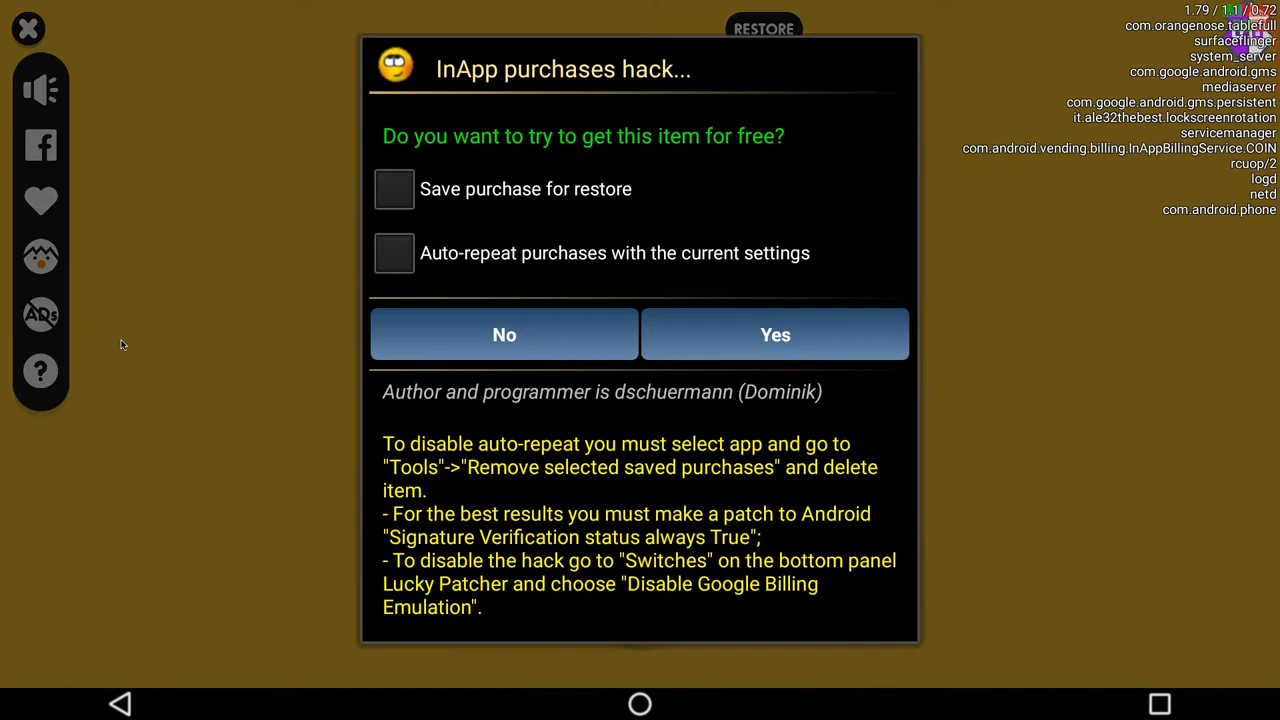 RESTORE
1.79 / 1.1 / 0.72
com.orangenose.tablefull
surfaceflinger
system_server
com.google.android.gms
mediaserver
com.google.android.gms.persistent
it.ale32thebest.lockscreenrotation
servicemanager
com.android.vending.billing.InAppBillingService.COIN
rcuop/2
logd
netd
com.android.phone
InApp purchases hack...
Do you want to try to get this item for free?
Save purchase for restore
Auto-repeat purchases with the current settings
No
Yes
Author and programmer is dschuermann (Dominik)
To disable auto-repeat you must select app and go to
"Tools"->"Remove selected saved purchases" and delete
item.
- For the best results you must make a patch to Android
"Signature Verification status always True";
- To disable the hack go to "Switches" on the bottom panel
Lucky Patcher and choose "Disable Google Billing
Emulation".
ADs
?